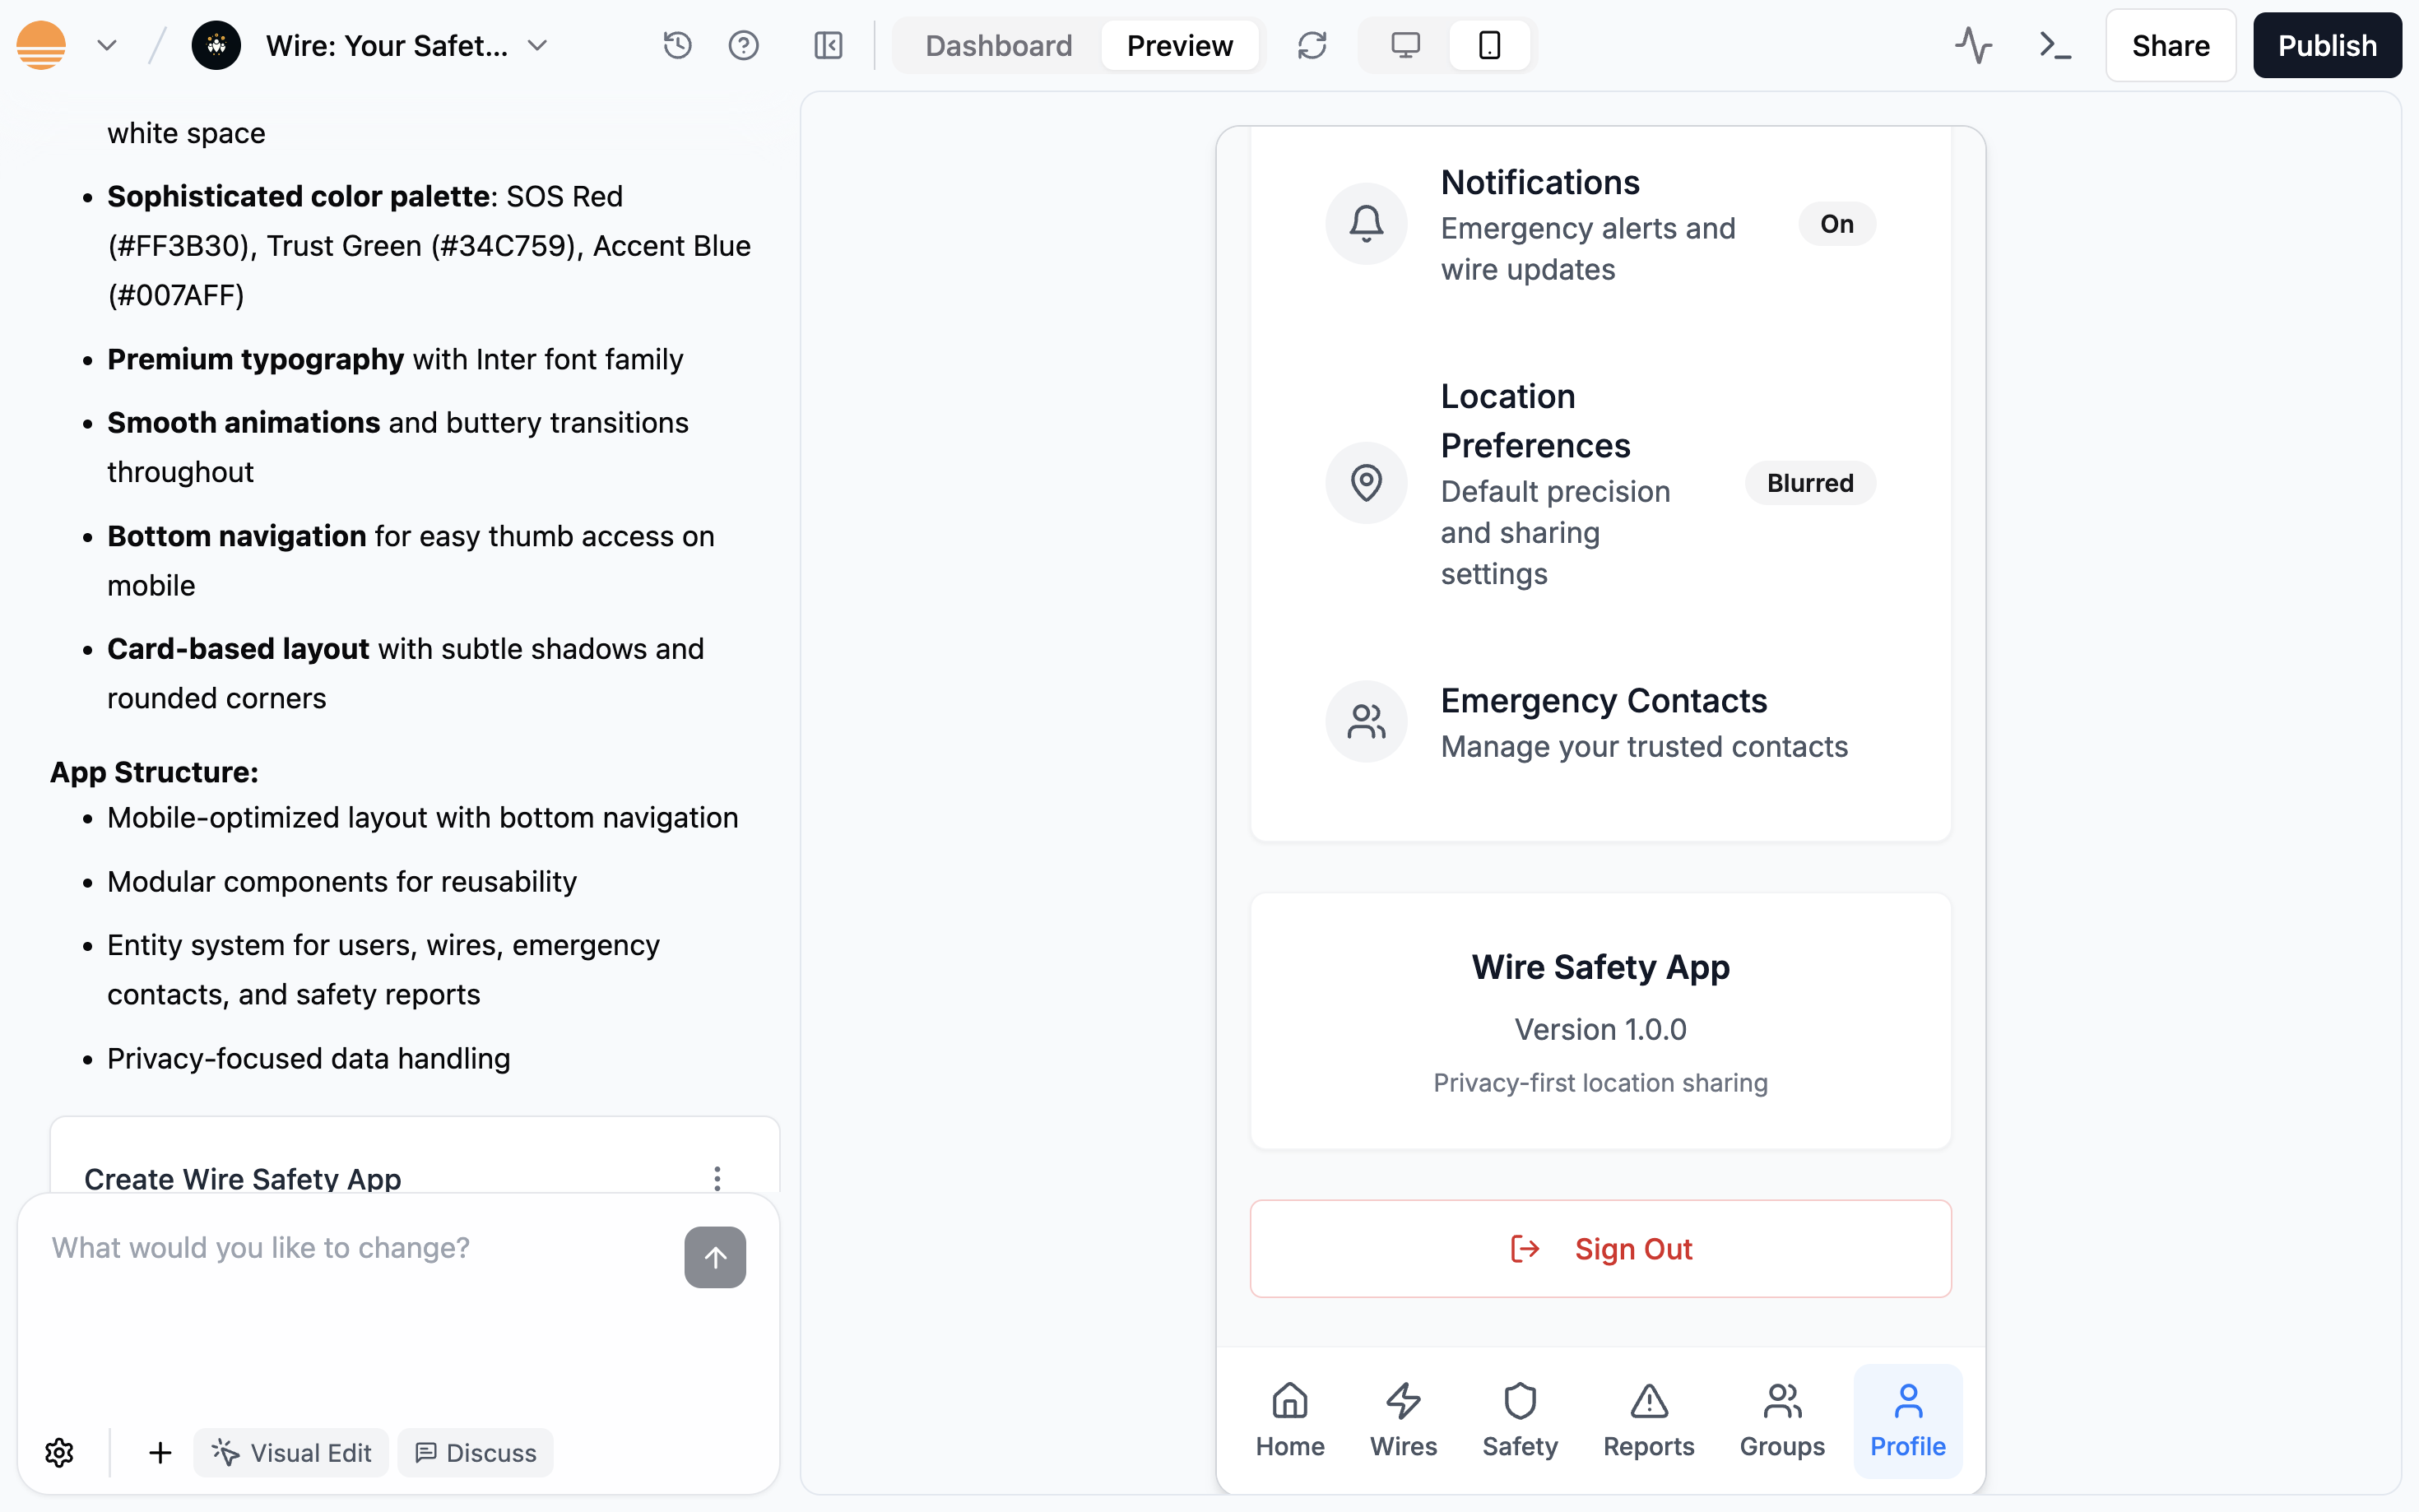 Wire: Your Safet...
Dashboard
Preview
Share
Publish
white space
Sophisticated color palette: SOS Red
(#FF3B30), Trust Green (#34C759), Accent Blue
(#007AFF)
Premium typography with Inter font family
Smooth animations and buttery transitions
throughout
Bottom navigation for easy thumb access on
mobile
Card-based layout with subtle shadows and
rounded corners
App Structure:
Mobile-optimized layout with bottom navigation
Modular components for reusability
Entity system for users, wires, emergency
contacts, and safety reports
Privacy-focused data handling
Create Wire Safety App
What would you like to change?
Visual Edit
Discuss
Notifications
Emergency alerts and
wire updates
On
Location
Preferences
Default precision
and sharing
settings
Blurred
Emergency Contacts
Manage your trusted contacts
Wire Safety App
Version 1.0.0
Privacy-first location sharing
Sign Out
Home
Wires
Safety
Reports
Groups
Profile